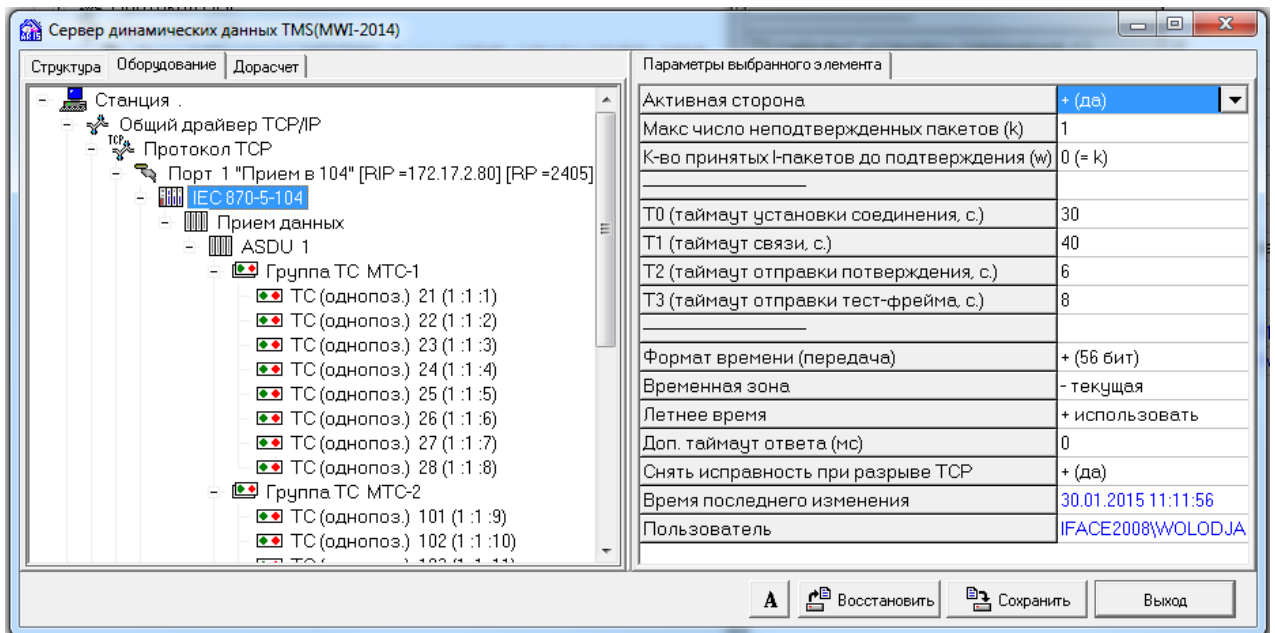 Сервер динамических данных TMS(MWI-2014)
Структура Оборудование Дорасчет
Станция .
Общий драйвер TCP/IP
Протокол TCP
Порт 1 "Прием в 104" [RIP =172.17.2.80] [RP =2405]
IEC 870-5-104
Прием данных
ASDU 1
Группа ТС МТС-1
ТС (однопоз.) 21 (1 :1 :1)
ТС (однопоз.) 22 (1 :1 :2)
ТС (однопоз.) 23 (1 :1 :3)
ТС (однопоз.) 24 (1 :1 :4)
ТС (однопоз.) 25 (1 :1 :5)
ТС (однопоз.) 26 (1 :1 :6)
ТС (однопоз.) 27 (1 :1 :7)
ТС (однопоз.) 28 (1 :1 :8)
Группа ТС МТС-2
ТС (однопоз.) 101 (1 :1 :9)
ТС (однопоз.) 102 (1 :1 :10)
Параметры выбранного элемента
Активная сторона + (да)
Макс число неподтвержденных пакетов (k) 1
К-во принятых I-пакетов до подтверждения (w) 0 (= k)
T0 (таймаут установки соединения, с.) 30
T1 (таймаут связи, с.) 40
T2 (таймаут отправки потверждения, с.) 6
T3 (таймаут отправки тест-фрейма, с.) 8
Формат времени (передача) + (56 бит)
Временная зона - текущая
Летнее время + использовать
Доп. таймаут ответа (мс) 0
Снять исправность при разрыве TCP + (да)
Время последнего изменения 30.01.2015 11:11:56
Пользователь IFACE2008\WOLODJA
A Восстановить Сохранить Выход